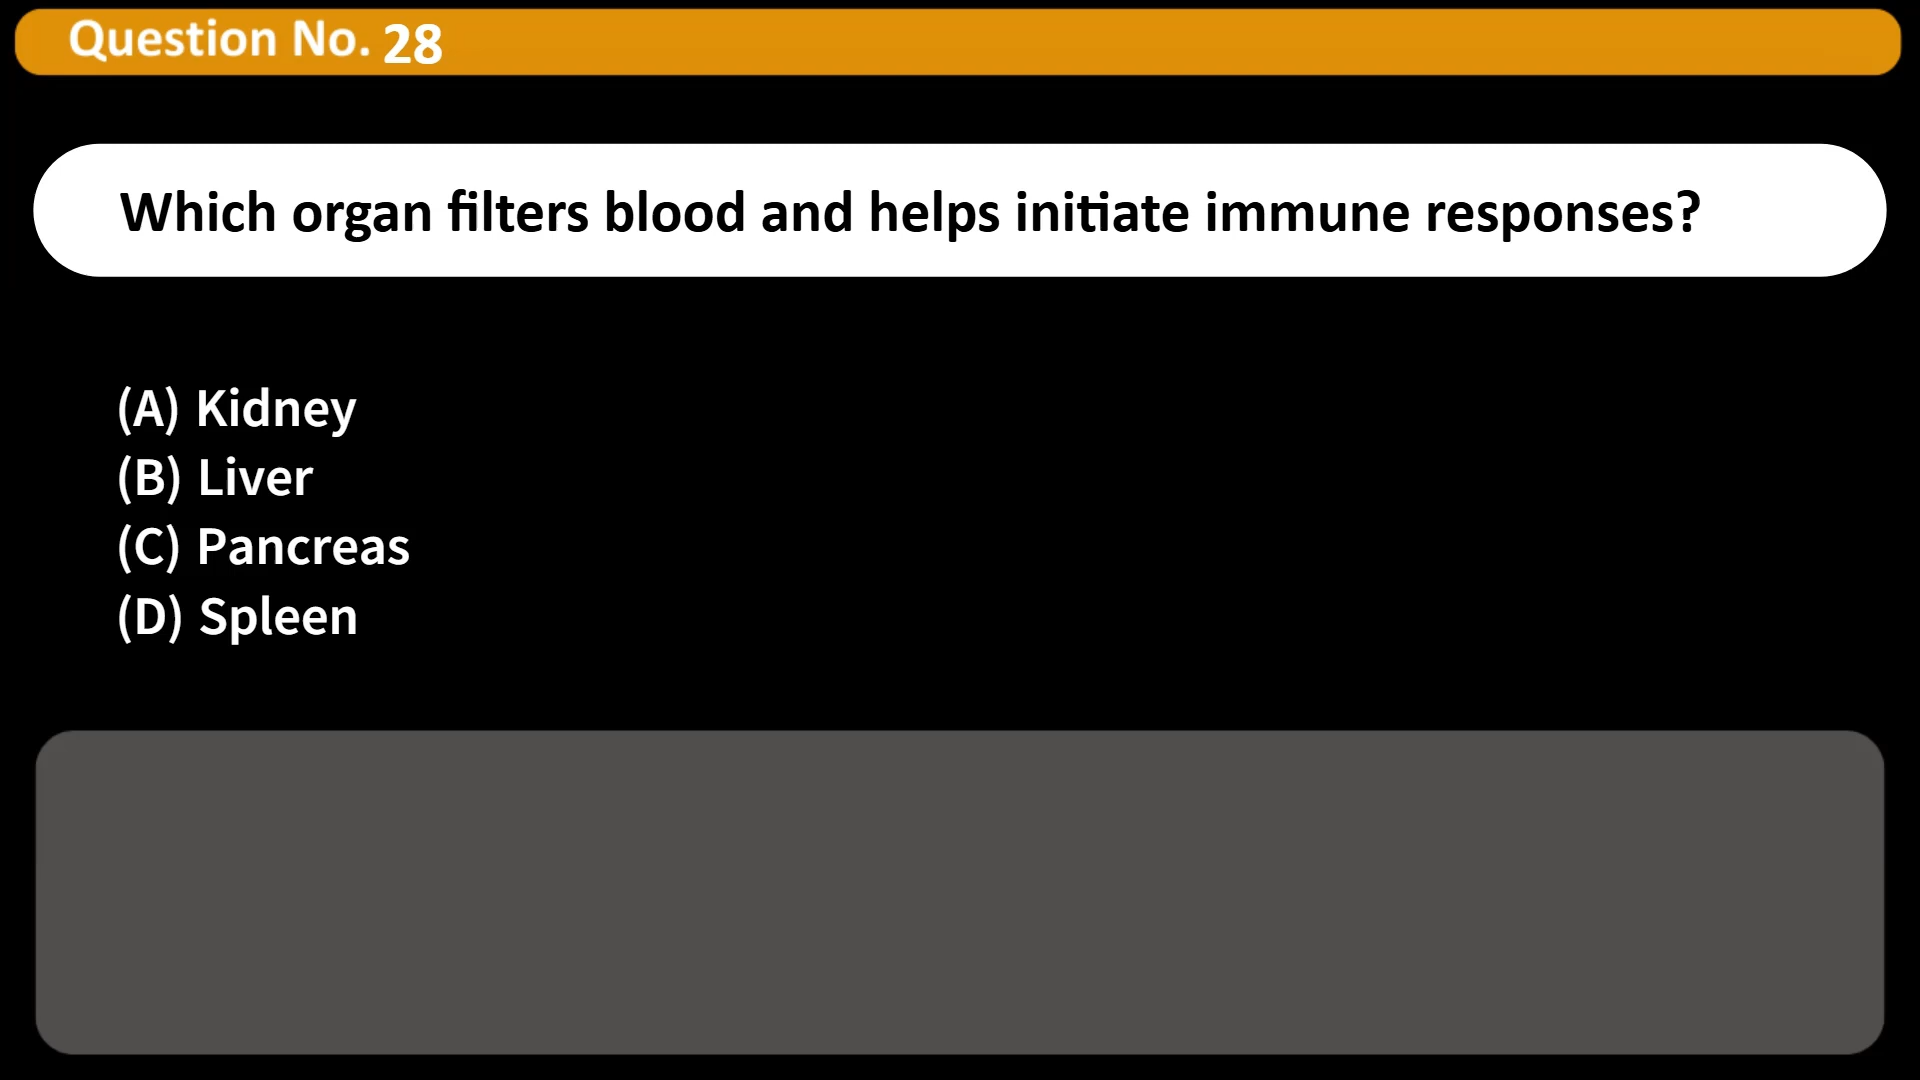 Question No. 28
Which organ filters blood and helps initiate immune responses?
(A) Kidney
(B) Liver
(C) Pancreas
(D) Spleen